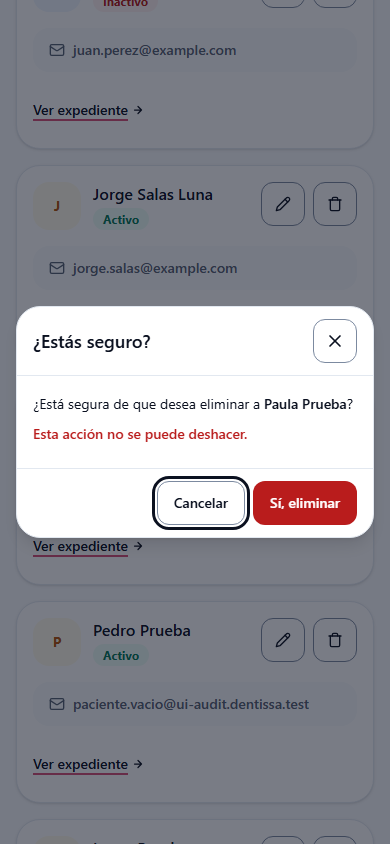 Inactivo
juan.perez@example.com
Ver expediente →
J
Jorge Salas Luna
Activo
jorge.salas@example.com
¿Estás seguro?
¿Está segura de que desea eliminar a Paula Prueba?
Esta acción no se puede deshacer.
Cancelar
Sí, eliminar
Ver expediente →
P
Pedro Prueba
Activo
paciente.vacio@ui-audit.dentissa.test
Ver expediente →